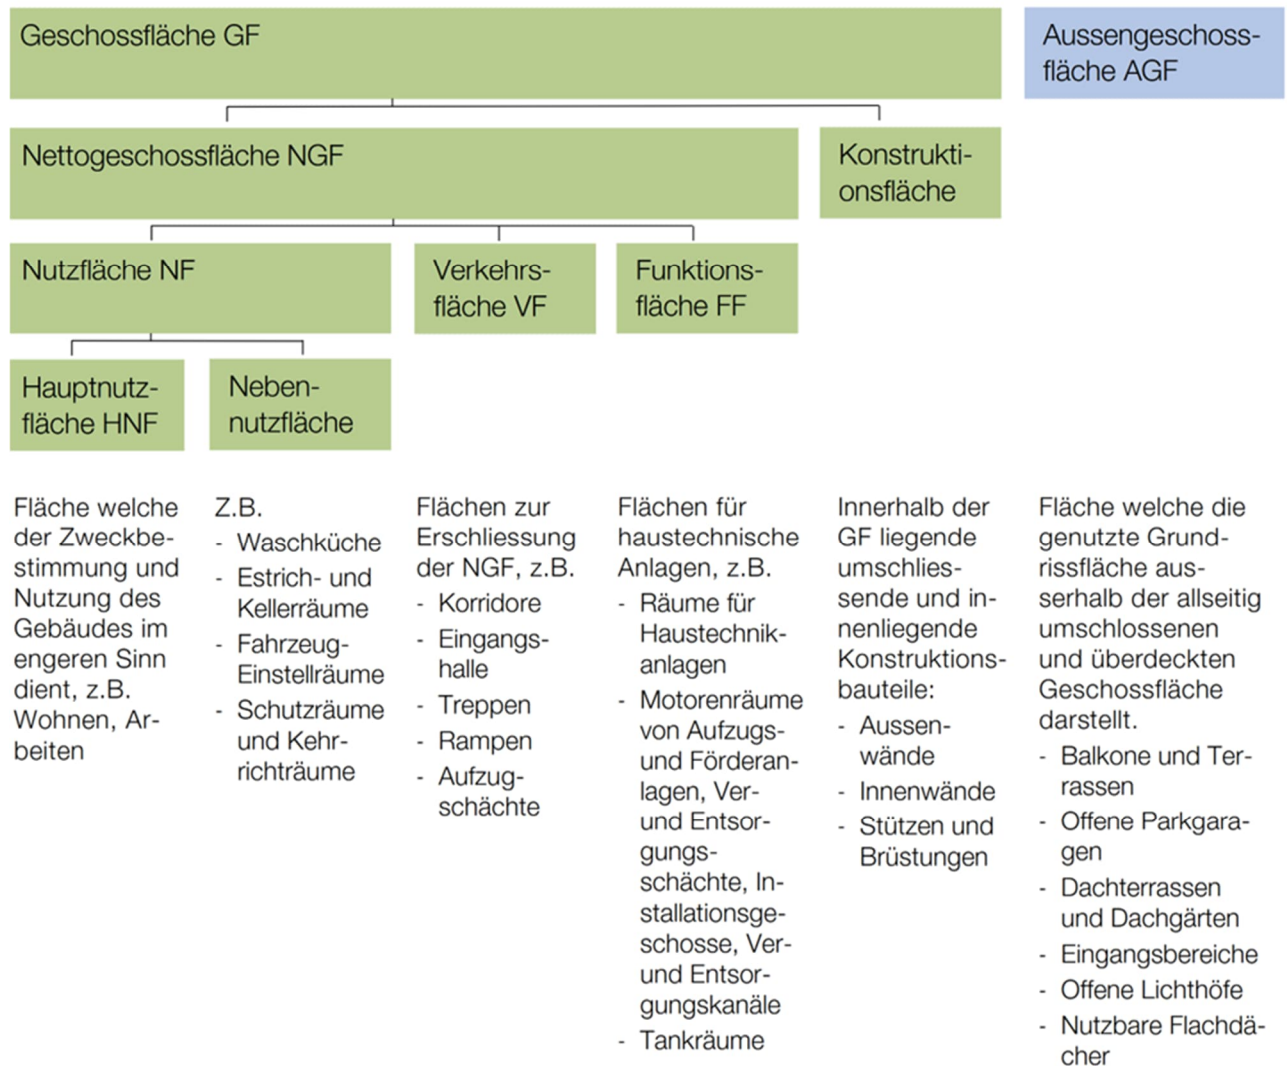 Geschossfläche GF
Aussengeschoss-
fläche AGF
Nettogeschossfläche NGF
Konstrukti-
onsfläche
Nutzfläche NF
Verkehrs-
fläche VF
Funktions-
fläche FF
Hauptnutz-
fläche HNF
Neben-
nutzfläche
Fläche welche
der Zweckbe-
stimmung und
Nutzung des
Gebäudes im
engeren Sinn
dient, z.B.
Wohnen, Ar-
beiten
Z.B.
- Waschküche
- Estrich- und
Kellerräume
- Fahrzeug-
Einstellräume
- Schutzräume
und Kehr-
richträume
Flächen zur
Erschliessung
der NGF, z.B.
- Korridore
- Eingangs-
halle
- Treppen
- Rampen
- Aufzug-
schächte
Flächen für
haustechnische
Anlagen, z.B.
- Räume für
Haustechnik-
anlagen
- Motorenräume
von Aufzugs-
und Förderan-
lagen, Ver-
und Entsor-
gungs-
schächte, In-
stallationsge-
schosse, Ver-
und Entsor-
gungskanäle
- Tankräume
Innerhalb der
GF liegende
umschlies-
sende und in-
nenliegende
Konstruktions-
bauteile:
- Aussen-
wände
- Innenwände
- Stützen und
Brüstungen
Fläche welche die
genutzte Grund-
rissfläche aus-
serhalb der allseitig
umschlossenen
und überdeckten
Geschossfläche
darstellt.
- Balkone und Ter-
rassen
- Offene Parkgara-
gen
- Dachterrassen
und Dachgärten
- Eingangsbereiche
- Offene Lichthöfe
- Nutzbare Flachdä-
cher